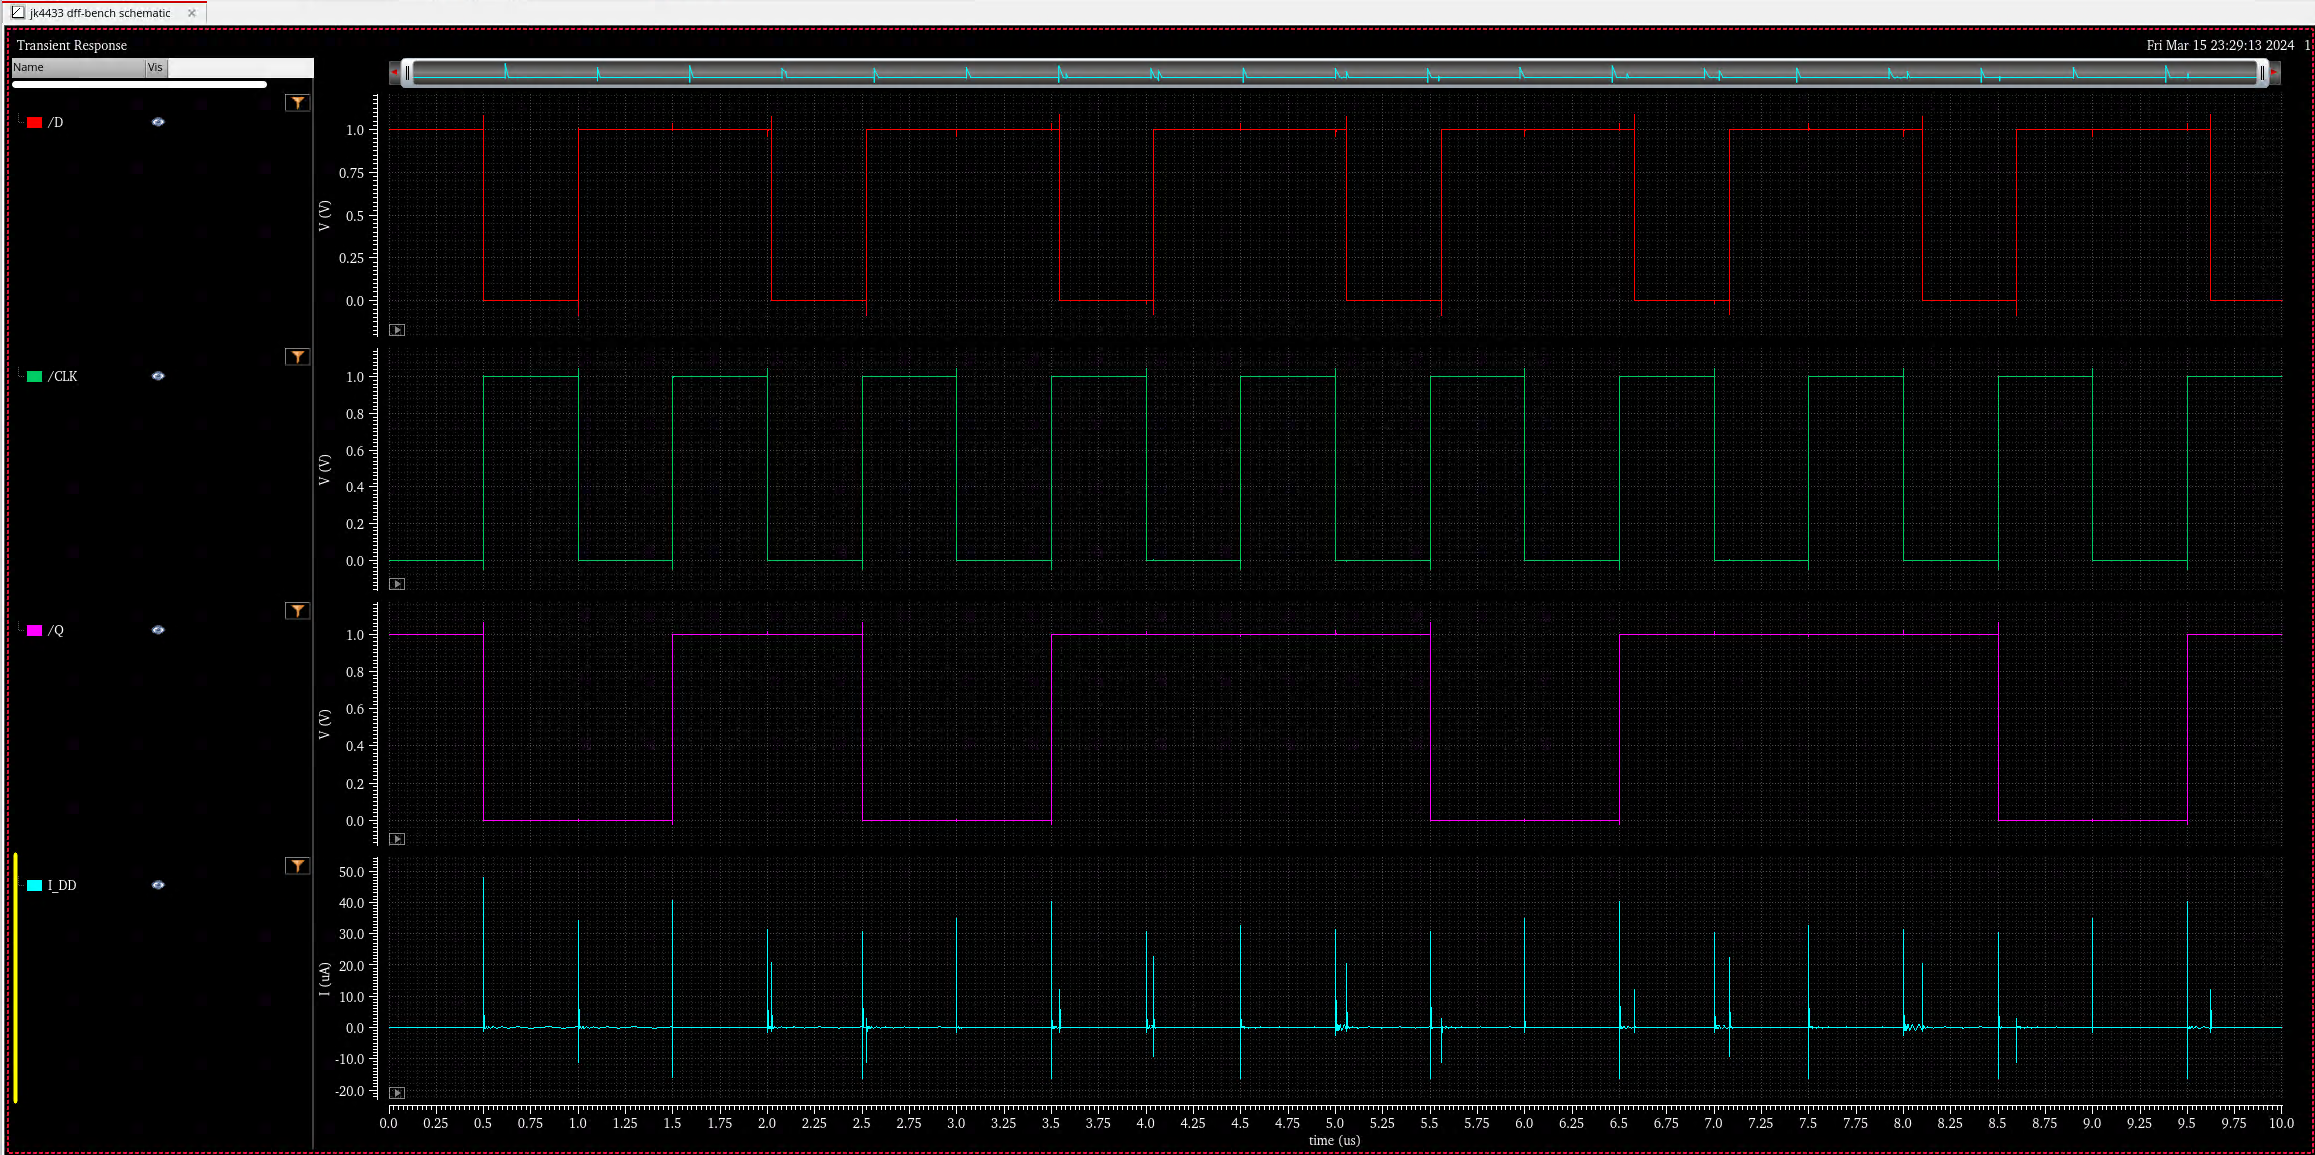 jk4433 dff-bench schematic
Transient Response
Fri Mar 15 23:29:13 2024 1
Name Vis
/D
1.0
0.75
0.5
0.25
0.0
V (V)
/CLK
1.0
0.8
0.6
0.4
0.2
0.0
V (V)
/Q
1.0
0.8
0.6
0.4
0.2
0.0
V (V)
I_DD
50.0
40.0
30.0
20.0
10.0
0.0
-10.0
-20.0
I (uA)
0.0 0.25 0.5 0.75 1.0 1.25 1.5 1.75 2.0 2.25 2.5 2.75 3.0 3.25 3.5 3.75 4.0 4.25 4.5 4.75 5.0 5.25 5.5 5.75 6.0 6.25 6.5 6.75 7.0 7.25 7.5 7.75 8.0 8.25 8.5 8.75 9.0 9.25 9.5 9.75 10.0
time (us)